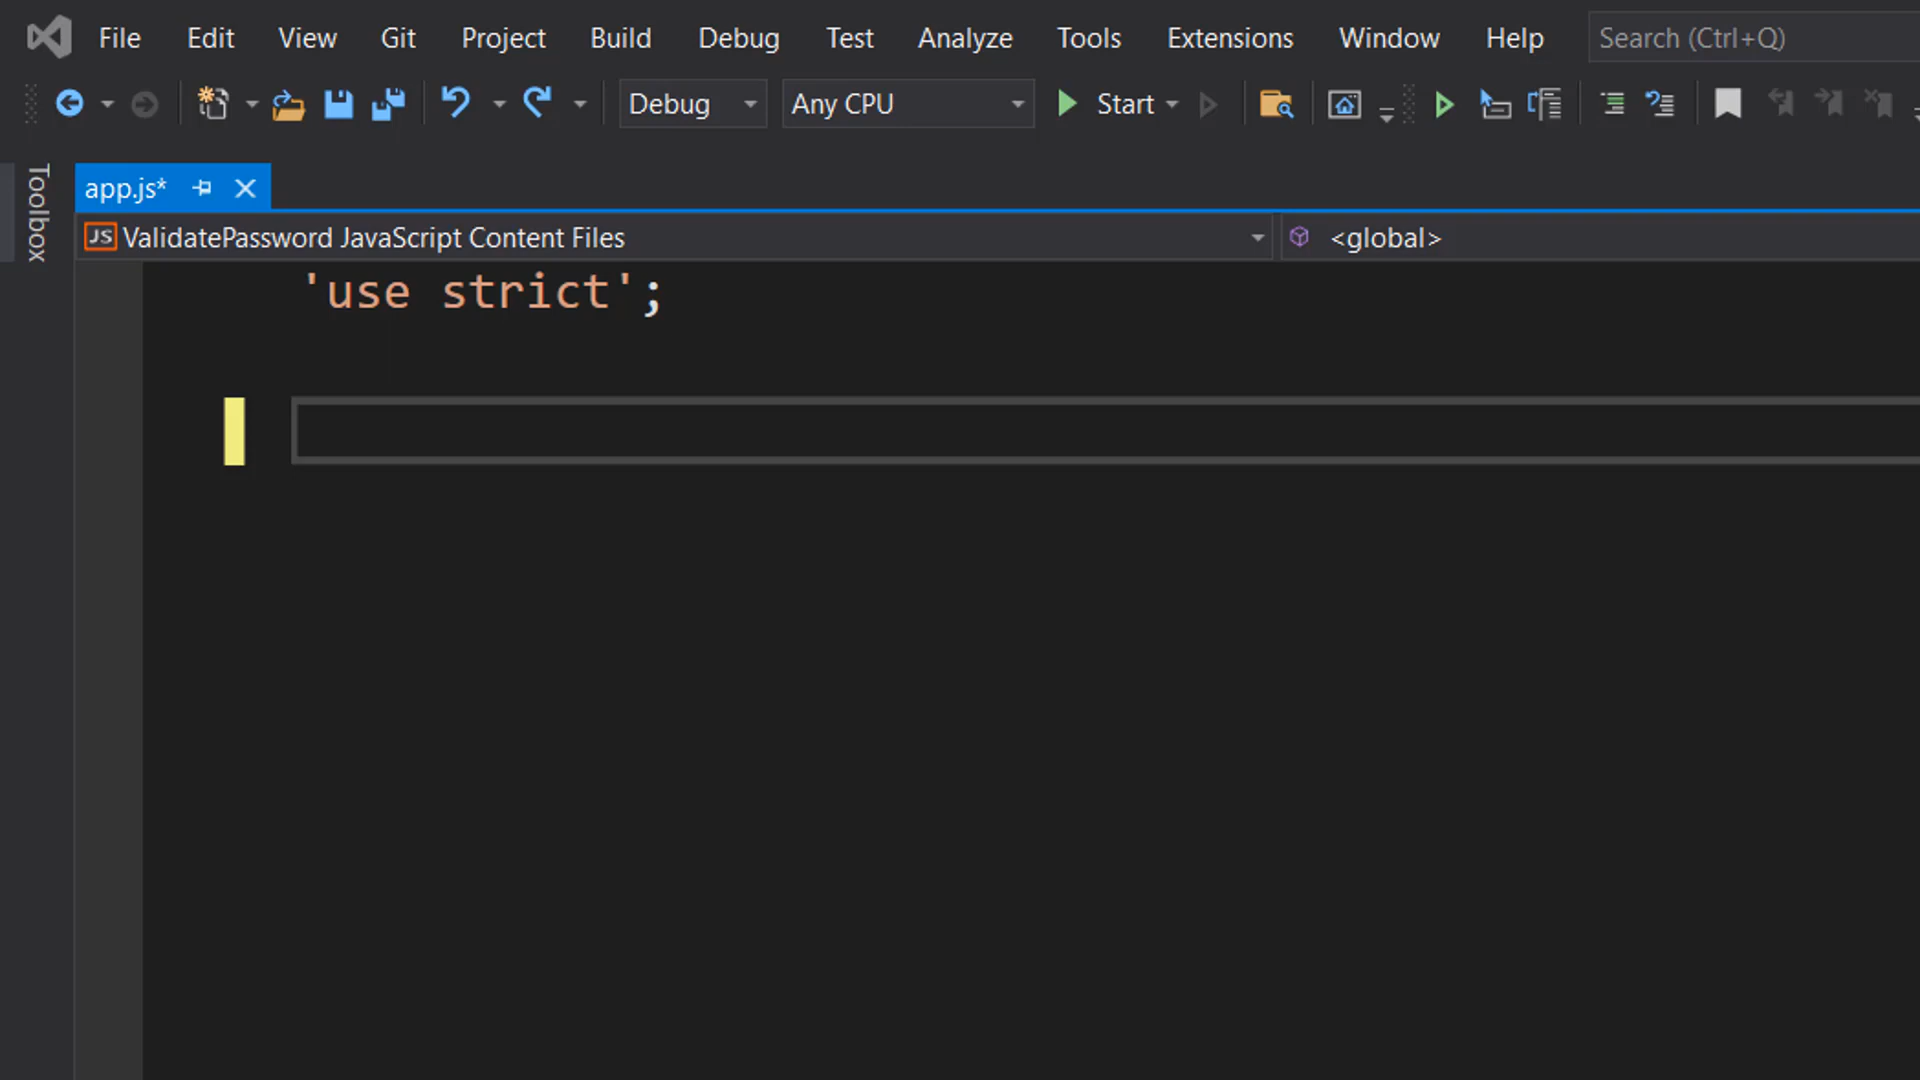 File Edit View Git Project Build Debug Test Analyze Tools Extensions Window Help Search (Ctrl+Q)
Debug Any CPU Start
Toolbox
app.js*
JS ValidatePassword JavaScript Content Files <global>
'use strict';